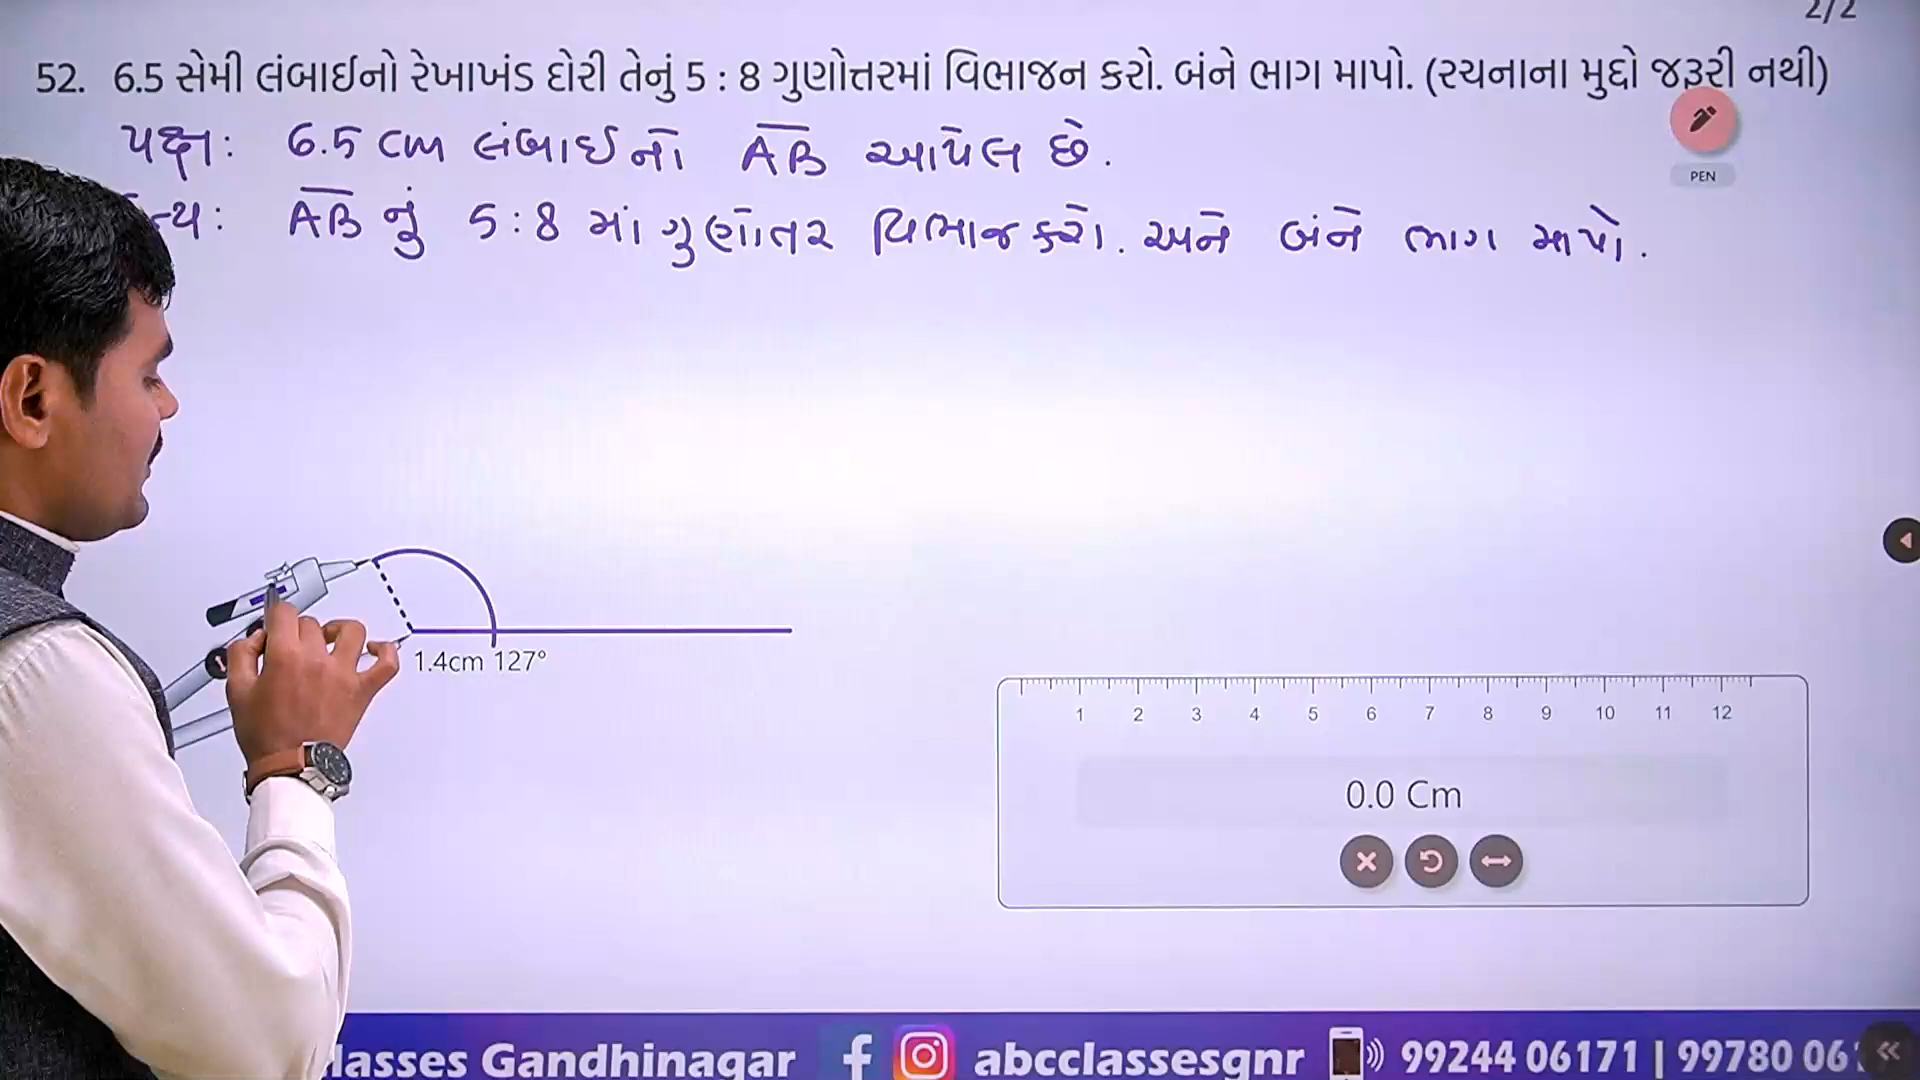 2/2
52. 6.5 સેમી લંબાઈનો રેખાખંડ દોરી તેનું 5 : 8 ગુણોત્તરમાં વિભાજન કરો. બંને ભાગ માપો. (રચનાના મુદ્દો જરૂરી નથી)
પક્ષ: 6.5 cm લંબાઈનો AB આપેલ છે.
PEN
AB નું 5:8 માં ગુણોતર વિભાજ કરો. અને બંને ભાગ માપો.
1.4cm 127°
1 2 3 4 5 6 7 8 9 10 11 12
0.0 Cm
lasses Gandhinagar abcclassesgnr 99244 06171 | 99780 06